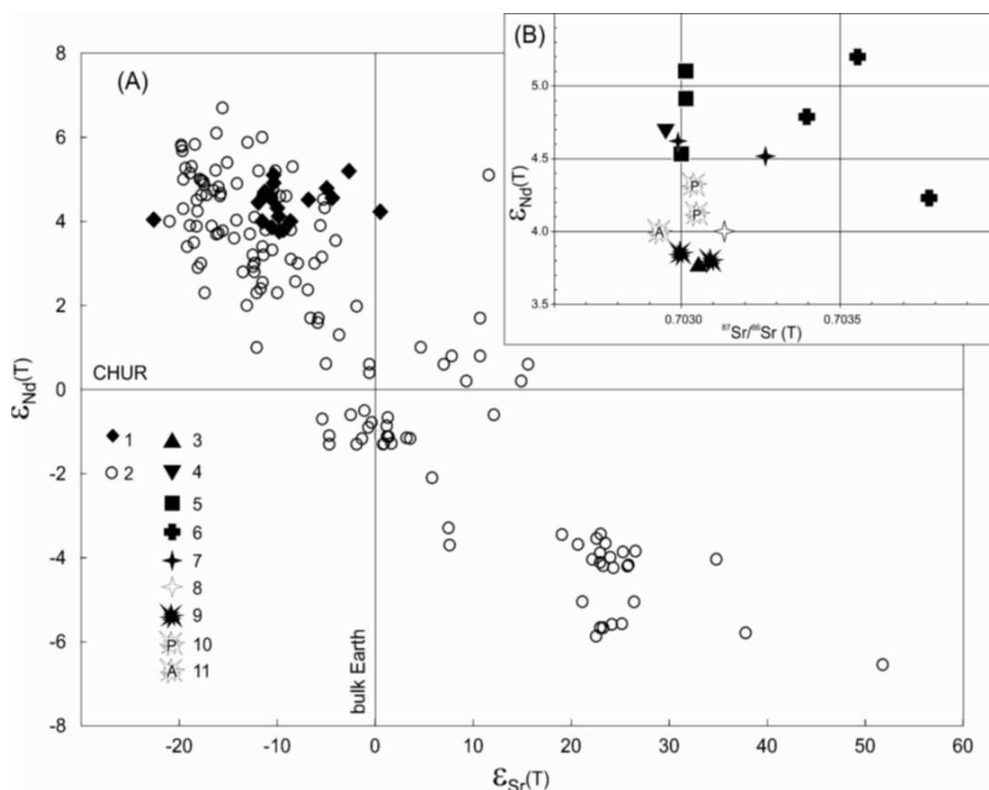 (A)
8
6
4
2
0
-2
-4
-6
-8
εNd(T)
CHUR
bulk Earth
1
2
3
4
5
6
7
8
9
P 10
A 11
-20
-10
0
10
20
30
40
50
60
εSr(T)
(B)
5.0
4.5
4.0
3.5
εNd(T)
P
P
A
0.7030
0.7035
87Sr/86Sr (T)